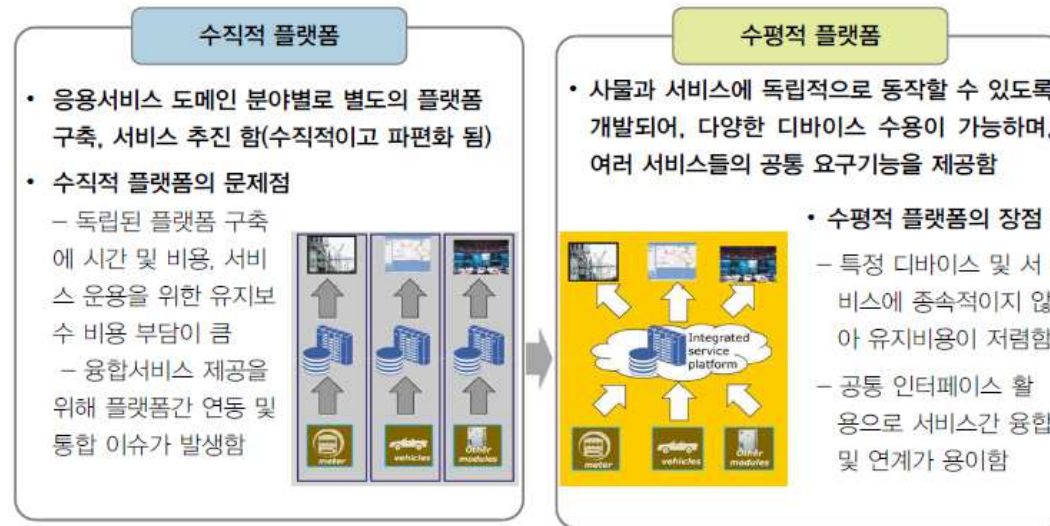 수직적 플랫폼
• 응용서비스 도메인 분야별로 별도의 플랫폼
구축, 서비스 추진 함(수직적이고 파편화 됨)
• 수직적 플랫폼의 문제점
– 독립된 플랫폼 구축
에 시간 및 비용, 서비
스 운용을 위한 유지보
수 비용 부담이 큼
– 융합서비스 제공을
위해 플랫폼간 연동 및
통합 이슈가 발생함
meter
vehicles
Other
modules
수평적 플랫폼
• 사물과 서비스에 독립적으로 동작할 수 있도록
개발되어, 다양한 디바이스 수용이 가능하며,
여러 서비스들의 공통 요구기능을 제공함
Integrated
service
platform
meter
vehicles
Other
modules
• 수평적 플랫폼의 장점
– 특정 디바이스 및 서
비스에 종속적이지 않
아 유지비용이 저렴함
– 공통 인터페이스 활
용으로 서비스간 융합
및 연계가 용이함